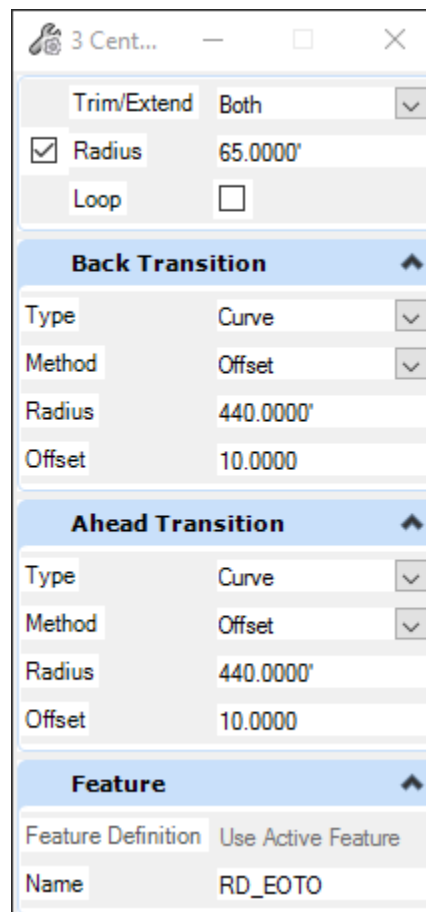 3 Cent...
Trim/Extend Both
Radius 65.0000'
Loop
Back Transition
Type Curve
Method Offset
Radius 440.0000'
Offset 10.0000
Ahead Transition
Type Curve
Method Offset
Radius 440.0000'
Offset 10.0000
Feature
Feature Definition Use Active Feature
Name RD_EOTO